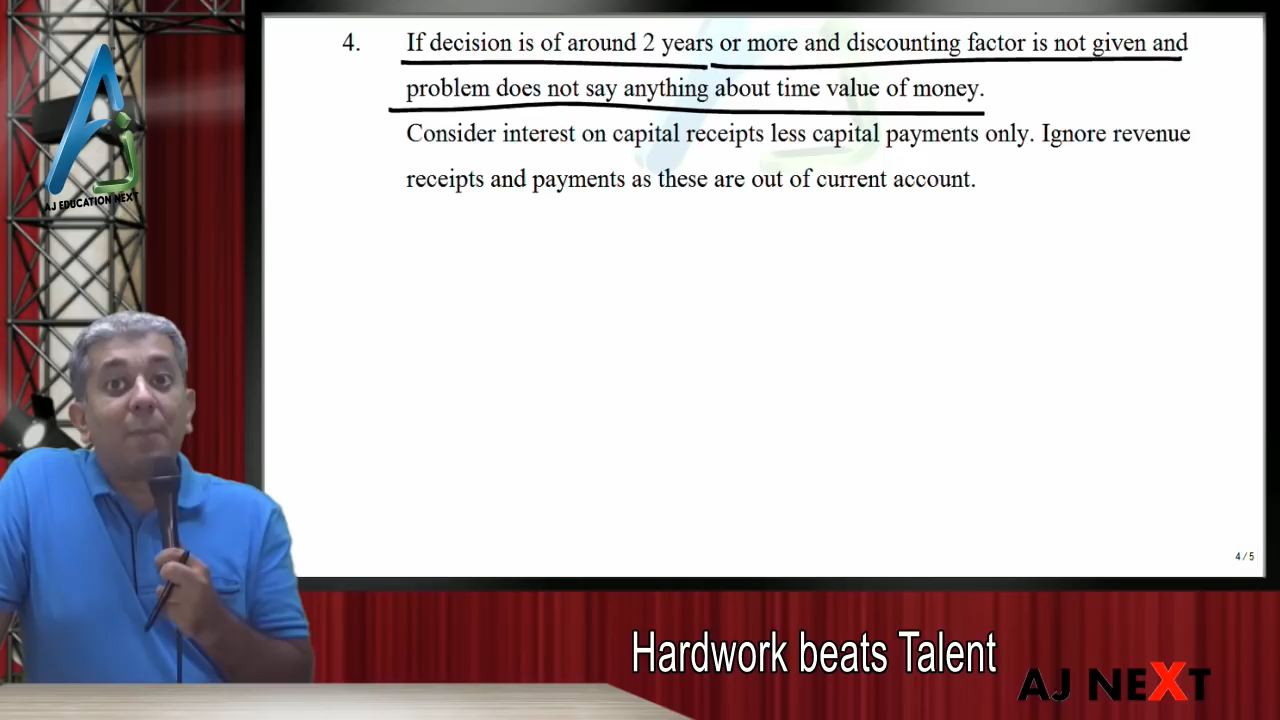 4. If decision is of around 2 years or more and discounting factor is not given and
problem does not say anything about time value of money.
Consider interest on capital receipts less capital payments only. Ignore revenue
receipts and payments as these are out of current account.
AJ EDUCATION NEXT
4 / 5
Hardwork beats Talent
AJ NEXT